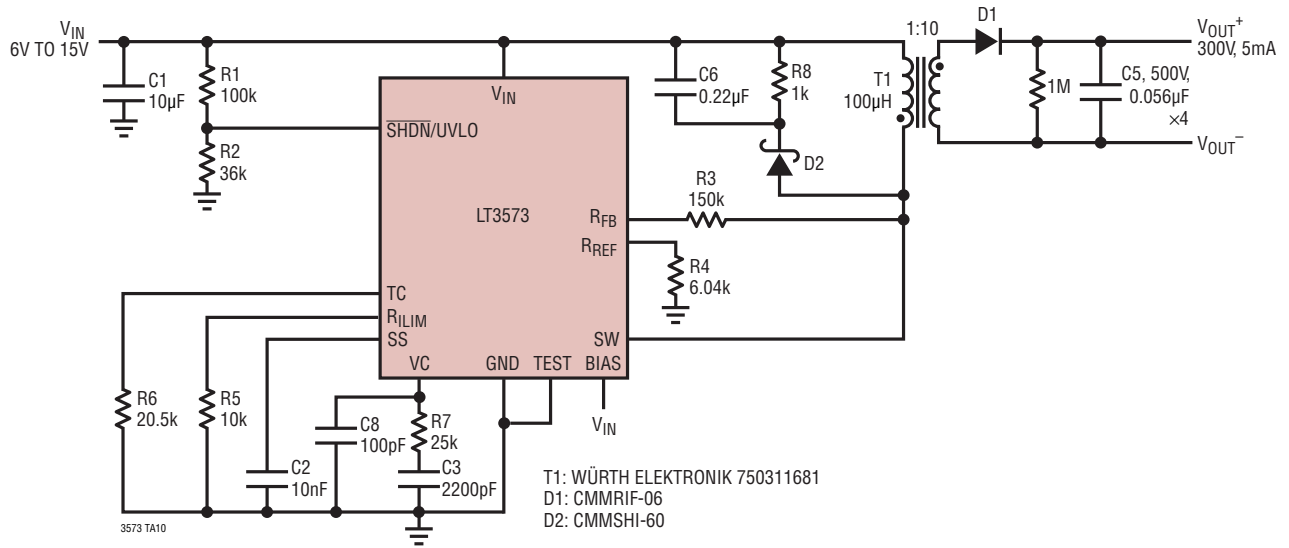 VIN
6V TO 15V
C1
10µF
R1
100k
R2
36k
VIN
SHDN/UVLO
LT3573
RFB
RREF
TC
RILIM
SS
SW
VC
GND
TEST
BIAS
C6
0.22µF
R8
1k
D2
R3
150k
R4
6.04k
1:10
T1
100µH
D1
1M
C5, 500V,
0.056µF
×4
VOUT+
300V, 5mA
VOUT–
R6
20.5k
R5
10k
C2
10nF
C8
100pF
R7
25k
C3
2200pF
VIN
T1: WÜRTH ELEKTRONIK 750311681
D1: CMMRIF-06
D2: CMMSHI-60
3573 TA10